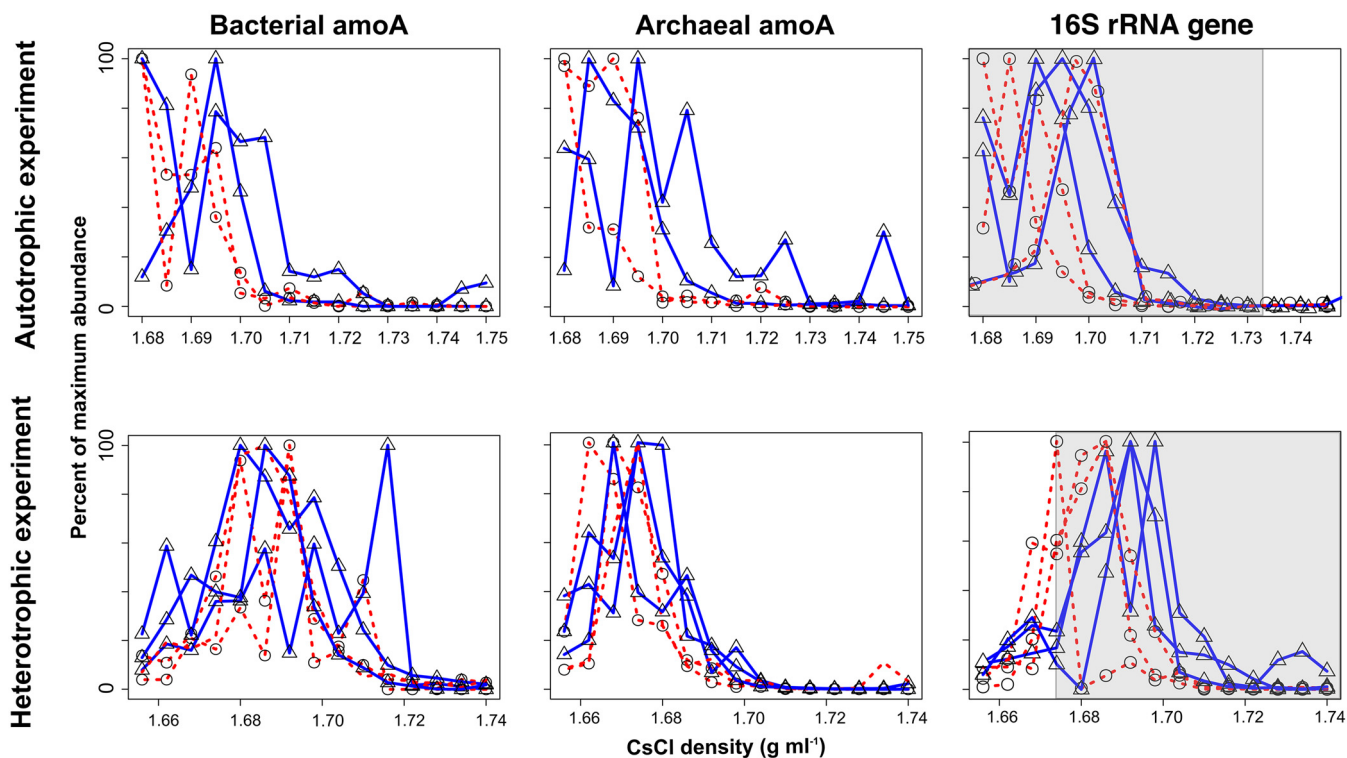 Bacterial amoA
Archaeal amoA
16S rRNA gene
Autotrophic experiment
Heterotrophic experiment
Percent of maximum abundance
100
0
1.68 1.69 1.70 1.71 1.72 1.73 1.74 1.75
1.68 1.69 1.70 1.71 1.72 1.73 1.74 1.75
1.68 1.69 1.70 1.71 1.72 1.73 1.74
100
0
1.66 1.68 1.70 1.72 1.74
1.66 1.68 1.70 1.72 1.74
1.66 1.68 1.70 1.72 1.74
CsCl density (g ml⁻¹)